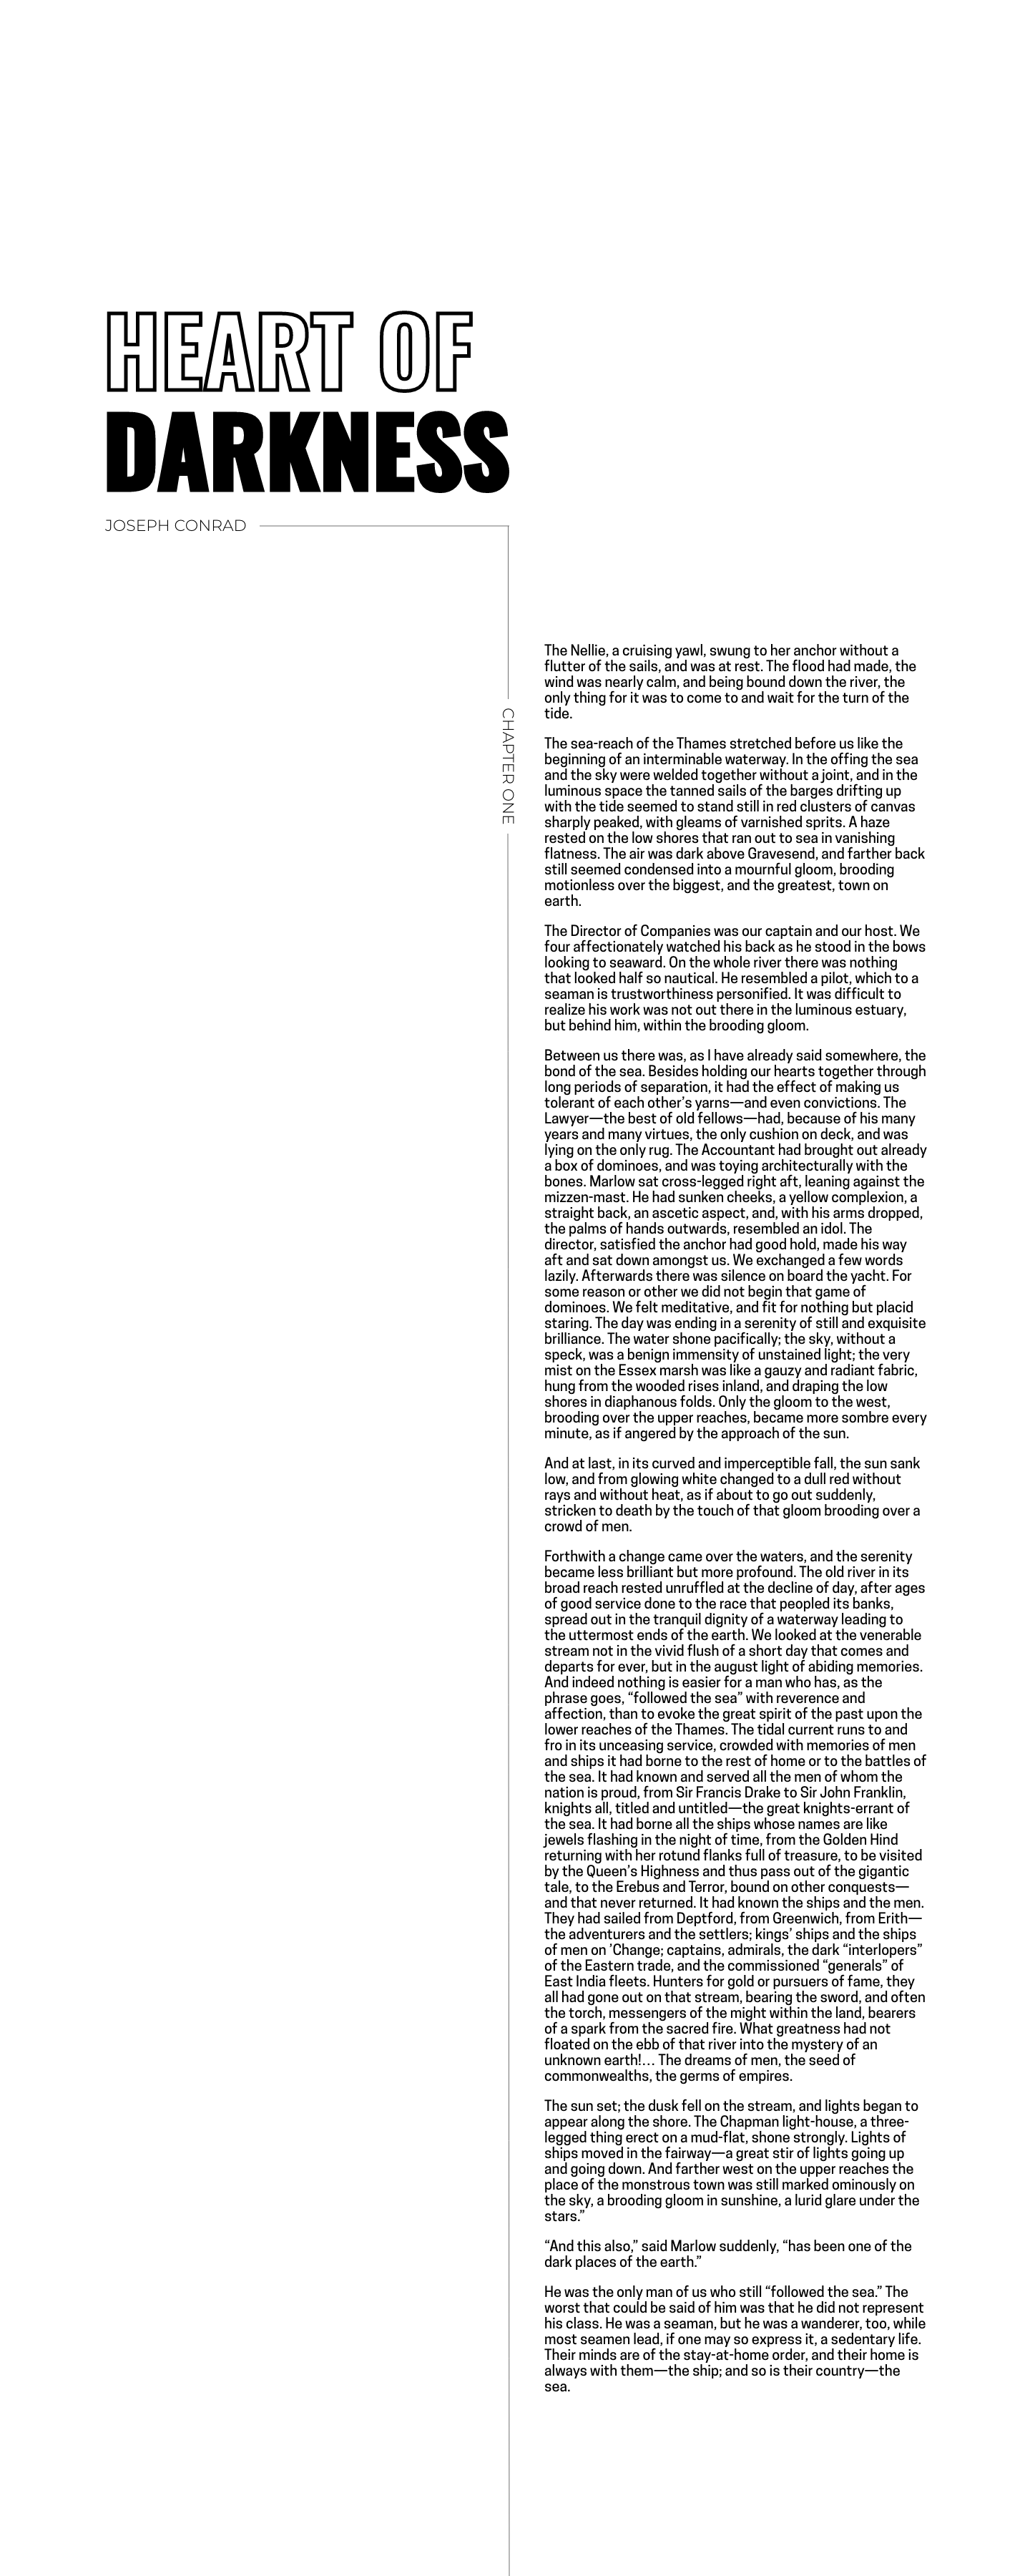 HEART OF
DARKNESS
JOSEPH CONRAD
CHAPTER ONE
The Nellie, a cruising yawl, swung to her anchor without a
flutter of the sails, and was at rest. The flood had made, the
wind was nearly calm, and being bound down the river, the
only thing for it was to come to and wait for the turn of the
tide.
The sea-reach of the Thames stretched before us like the
beginning of an interminable waterway. In the offing the sea
and the sky were welded together without a joint, and in the
luminous space the tanned sails of the barges drifting up
with the tide seemed to stand still in red clusters of canvas
sharply peaked, with gleams of varnished sprits. A haze
rested on the low shores that ran out to sea in vanishing
flatness. The air was dark above Gravesend, and farther back
still seemed condensed into a mournful gloom, brooding
motionless over the biggest, and the greatest, town on
earth.
The Director of Companies was our captain and our host. We
four affectionately watched his back as he stood in the bows
looking to seaward. On the whole river there was nothing
that looked half so nautical. He resembled a pilot, which to a
seaman is trustworthiness personified. It was difficult to
realize his work was not out there in the luminous estuary,
but behind him, within the brooding gloom.
Between us there was, as I have already said somewhere, the
bond of the sea. Besides holding our hearts together through
long periods of separation, it had the effect of making us
tolerant of each other’s yarns—and even convictions. The
Lawyer—the best of old fellows—had, because of his many
years and many virtues, the only cushion on deck, and was
lying on the only rug. The Accountant had brought out already
a box of dominoes, and was toying architecturally with the
bones. Marlow sat cross-legged right aft, leaning against the
mizzen-mast. He had sunken cheeks, a yellow complexion, a
straight back, an ascetic aspect, and, with his arms dropped,
the palms of hands outwards, resembled an idol. The
director, satisfied the anchor had good hold, made his way
aft and sat down amongst us. We exchanged a few words
lazily. Afterwards there was silence on board the yacht. For
some reason or other we did not begin that game of
dominoes. We felt meditative, and fit for nothing but placid
staring. The day was ending in a serenity of still and exquisite
brilliance. The water shone pacifically; the sky, without a
speck, was a benign immensity of unstained light; the very
mist on the Essex marsh was like a gauzy and radiant fabric,
hung from the wooded rises inland, and draping the low
shores in diaphanous folds. Only the gloom to the west,
brooding over the upper reaches, became more sombre every
minute, as if angered by the approach of the sun.
And at last, in its curved and imperceptible fall, the sun sank
low, and from glowing white changed to a dull red without
rays and without heat, as if about to go out suddenly,
stricken to death by the touch of that gloom brooding over a
crowd of men.
Forthwith a change came over the waters, and the serenity
became less brilliant but more profound. The old river in its
broad reach rested unruffled at the decline of day, after ages
of good service done to the race that peopled its banks,
spread out in the tranquil dignity of a waterway leading to
the uttermost ends of the earth. We looked at the venerable
stream not in the vivid flush of a short day that comes and
departs for ever, but in the august light of abiding memories.
And indeed nothing is easier for a man who has, as the
phrase goes, “followed the sea” with reverence and
affection, than to evoke the great spirit of the past upon the
lower reaches of the Thames. The tidal current runs to and
fro in its unceasing service, crowded with memories of men
and ships it had borne to the rest of home or to the battles of
the sea. It had known and served all the men of whom the
nation is proud, from Sir Francis Drake to Sir John Franklin,
knights all, titled and untitled—the great knights-errant of
the sea. It had borne all the ships whose names are like
jewels flashing in the night of time, from the Golden Hind
returning with her rotund flanks full of treasure, to be visited
by the Queen’s Highness and thus pass out of the gigantic
tale, to the Erebus and Terror, bound on other conquests—
and that never returned. It had known the ships and the men.
They had sailed from Deptford, from Greenwich, from Erith—
the adventurers and the settlers; kings’ ships and the ships
of men on ’Change; captains, admirals, the dark “interlopers”
of the Eastern trade, and the commissioned “generals” of
East India fleets. Hunters for gold or pursuers of fame, they
all had gone out on that stream, bearing the sword, and often
the torch, messengers of the might within the land, bearers
of a spark from the sacred fire. What greatness had not
floated on the ebb of that river into the mystery of an
unknown earth!… The dreams of men, the seed of
commonwealths, the germs of empires.
The sun set; the dusk fell on the stream, and lights began to
appear along the shore. The Chapman light-house, a three-
legged thing erect on a mud-flat, shone strongly. Lights of
ships moved in the fairway—a great stir of lights going up
and going down. And farther west on the upper reaches the
place of the monstrous town was still marked ominously on
the sky, a brooding gloom in sunshine, a lurid glare under the
stars.”
“And this also,” said Marlow suddenly, “has been one of the
dark places of the earth.”
He was the only man of us who still “followed the sea.” The
worst that could be said of him was that he did not represent
his class. He was a seaman, but he was a wanderer, too, while
most seamen lead, if one may so express it, a sedentary life.
Their minds are of the stay-at-home order, and their home is
always with them—the ship; and so is their country—the
sea.